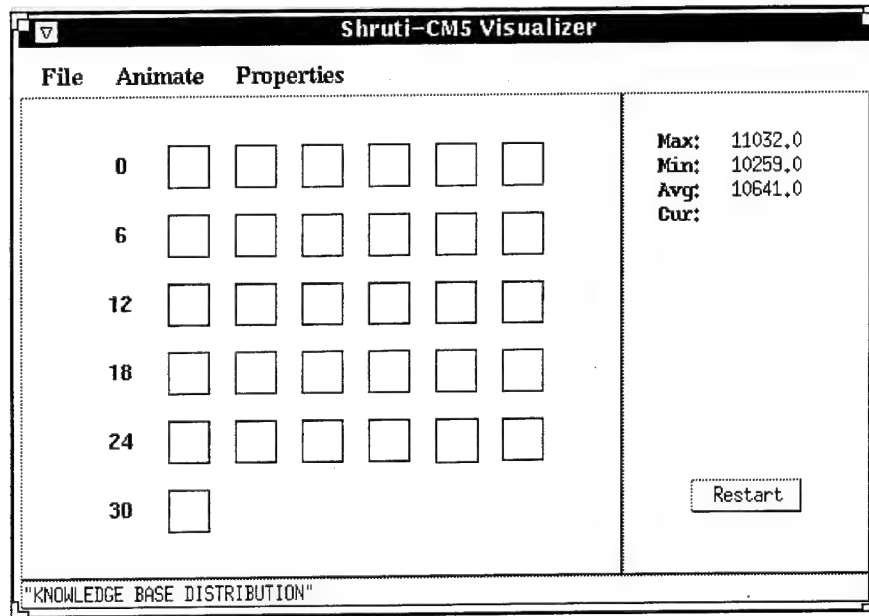 Shruti-CM5 Visualizer
File Animate Properties
0
6
12
18
24
30
Max: 11032.0
Min: 10259.0
Avg: 10641.0
Cur:
Restart
"KNOWLEDGE BASE DISTRIBUTION"